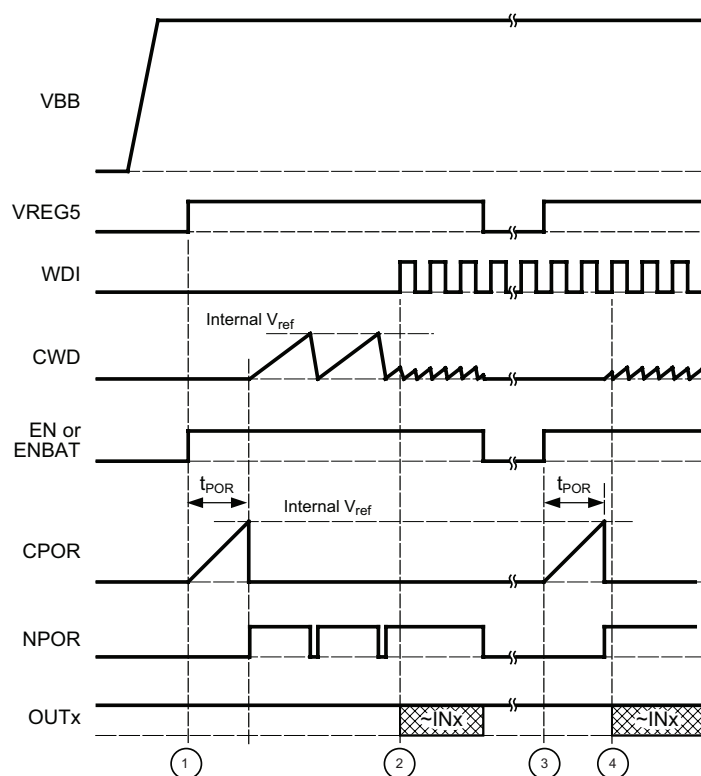 VBB
VREG5
WDI
Internal Vref
CWD
EN or
ENBAT
tPOR
tPOR
Internal Vref
CPOR
NPOR
~INx
~INx
OUTx
1
2
3
4